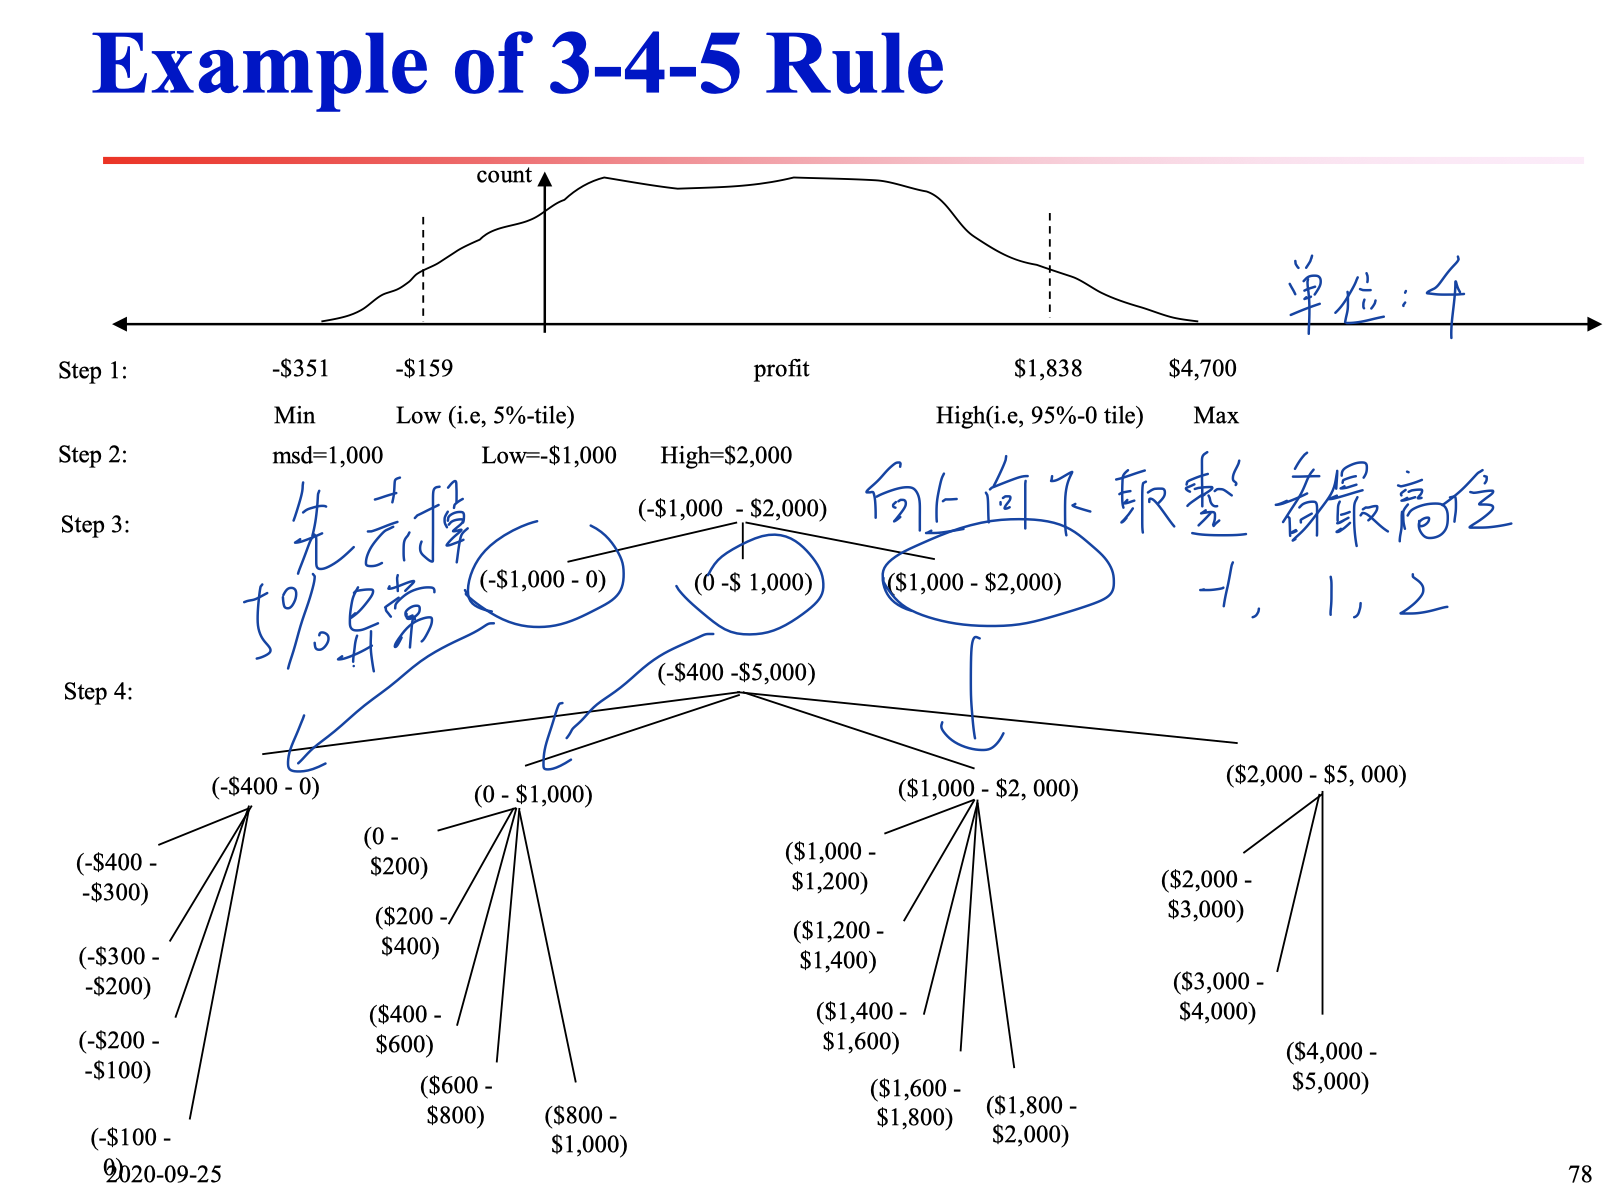 Example of 3-4-5 Rule
count
单位：千
Step 1: -$351 -$159 profit $1,838 $4,700
Min Low (i.e, 5%-tile) High(i.e, 95%-0 tile) Max
Step 2: msd=1,000 Low=-$1,000 High=$2,000
先去掉
5%异常
向上向下取整 看最高位
-1, 1, 2
Step 3: (-$1,000 - $2,000)
(-$1,000 - 0) (0 -$ 1,000) ($1,000 - $2,000)
Step 4: (-$400 -$5,000)
(-$400 - 0)
(0 - $1,000)
($1,000 - $2, 000)
($2,000 - $5, 000)
(-$400 -
-$300)
(-$300 -
-$200)
(-$200 -
-$100)
(-$100 -
0)
(0 -
$200)
($200 -
$400)
($400 -
$600)
($600 -
$800)
($800 -
$1,000)
($1,000 -
$1,200)
($1,200 -
$1,400)
($1,400 -
$1,600)
($1,600 -
$1,800)
($1,800 -
$2,000)
($2,000 -
$3,000)
($3,000 -
$4,000)
($4,000 -
$5,000)
2020-09-25
78